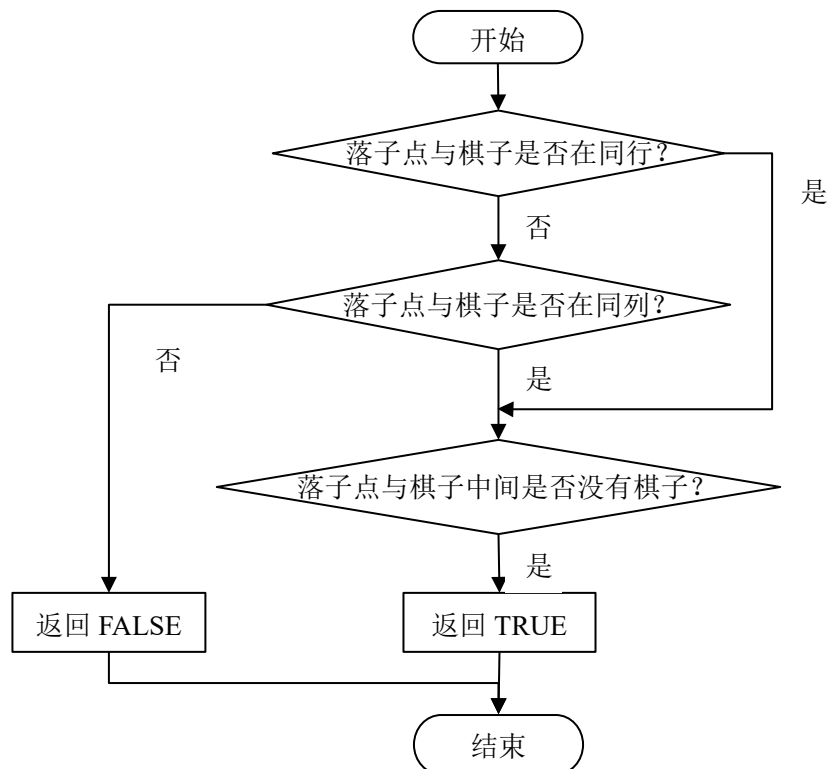 开始
落子点与棋子是否在同行？
是
否
落子点与棋子是否在同列？
否
是
落子点与棋子中间是否没有棋子？
是
返回 FALSE
返回 TRUE
结束